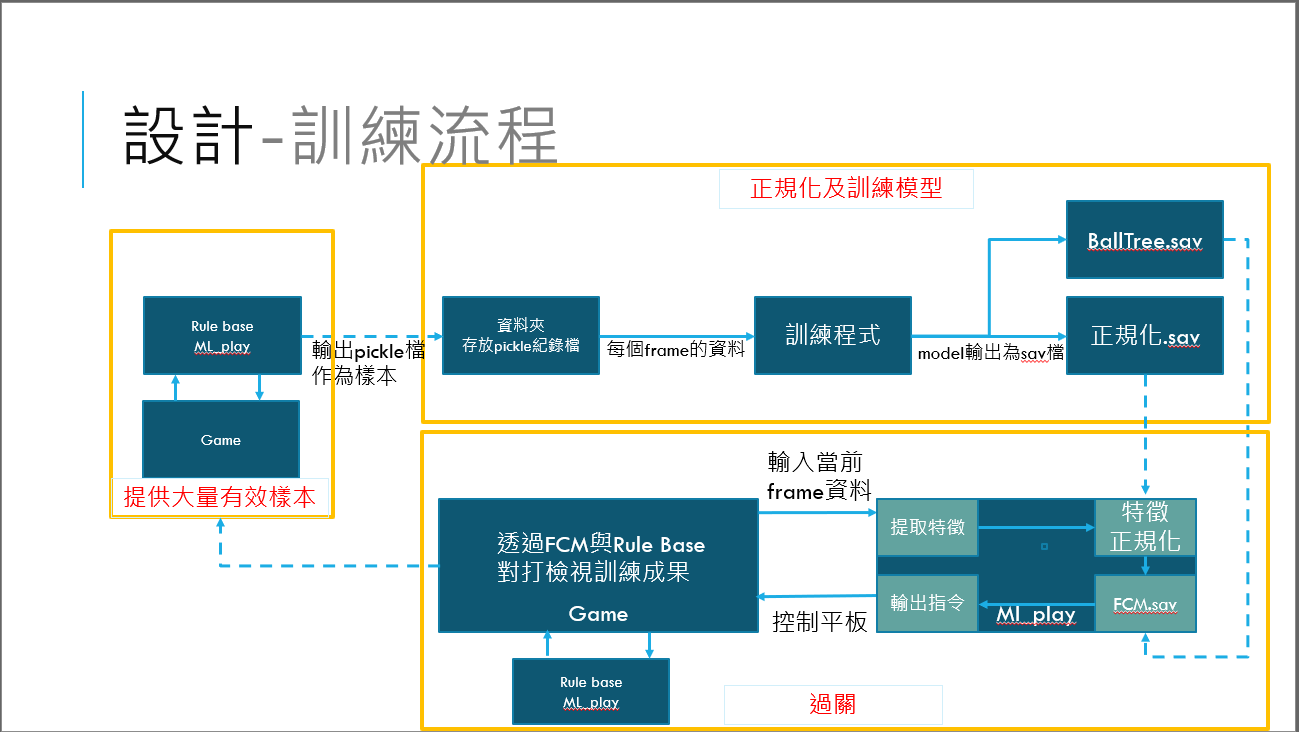 設計-訓練流程
正規化及訓練模型
BallTree.sav
Rule base
ML_play
輸出pickle檔
作為樣本
資料夾
存放pickle紀錄檔
每個frame的資料
訓練程式
model輸出為sav檔
正規化.sav
Game
提供大量有效樣本
輸入當前
frame資料
透過FCM與Rule Base
對打檢視訓練成果
Game
提取特徵
特徵
正規化
輸出指令
Ml_play
FCM.sav
控制平板
Rule base
ML_play
過關